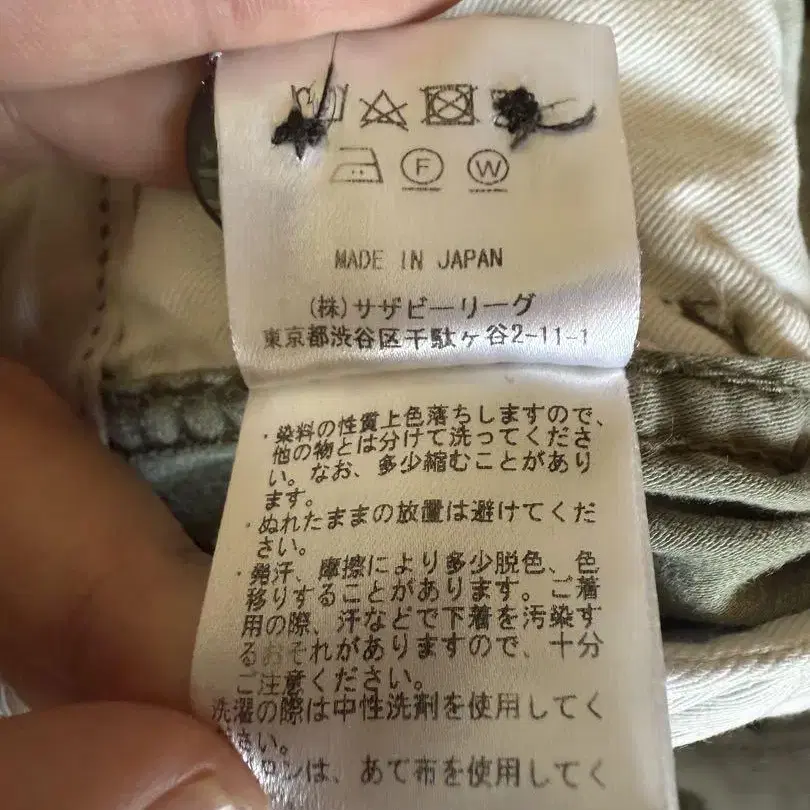 F W
MADE IN JAPAN
(株)サザビーリーグ
東京都渋谷区千駄ヶ谷2-11-1
・染料の性質上色落ちしますので、
他の物とは分けて洗ってくださ
い。なお、多少縮むことがあり
ます。
・ぬれたままの放置は避けてくだ
さい。
・発汗、摩擦により多少脱色、色
移りすることがあります。ご着
用の際、汗などで下着を汚染す
るおそれがありますので、十分
ご注意ください。
洗濯の際は中性洗剤を使用してく
さい。
ロンは、あて布を使用してく